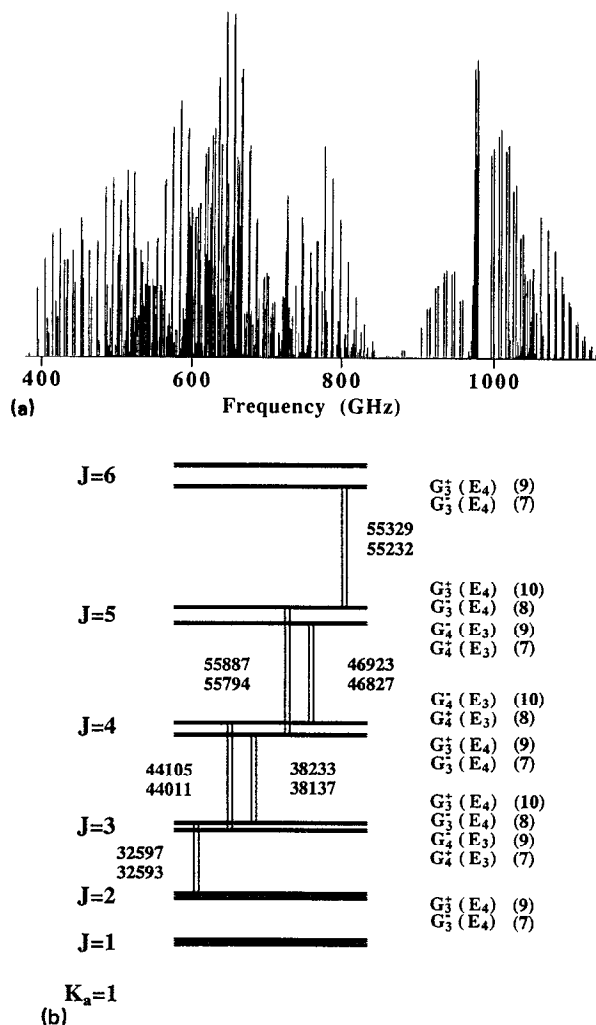 400 600 800 1000
(a) Frequency (GHz)
J=6
G₃⁺ (E₄) (9)
G₃⁻ (E₄) (7)
55329
55232
G₃⁺ (E₄) (10)
J=5
G₃⁻ (E₄) (8)
G₄⁻ (E₃) (9)
G₄⁺ (E₃) (7)
55887 46923
55794 46827
G₄⁻ (E₃) (10)
J=4
G₄⁺ (E₃) (8)
G₃⁺ (E₄) (9)
G₃⁻ (E₄) (7)
44105 38233
44011 38137
G₃⁺ (E₄) (10)
J=3
G₃⁻ (E₄) (8)
G₄⁻ (E₃) (9)
G₄⁺ (E₃) (7)
32597
32593
J=2
G₃⁺ (E₄) (9)
G₃⁻ (E₄) (7)
J=1
Kₐ=1
(b)